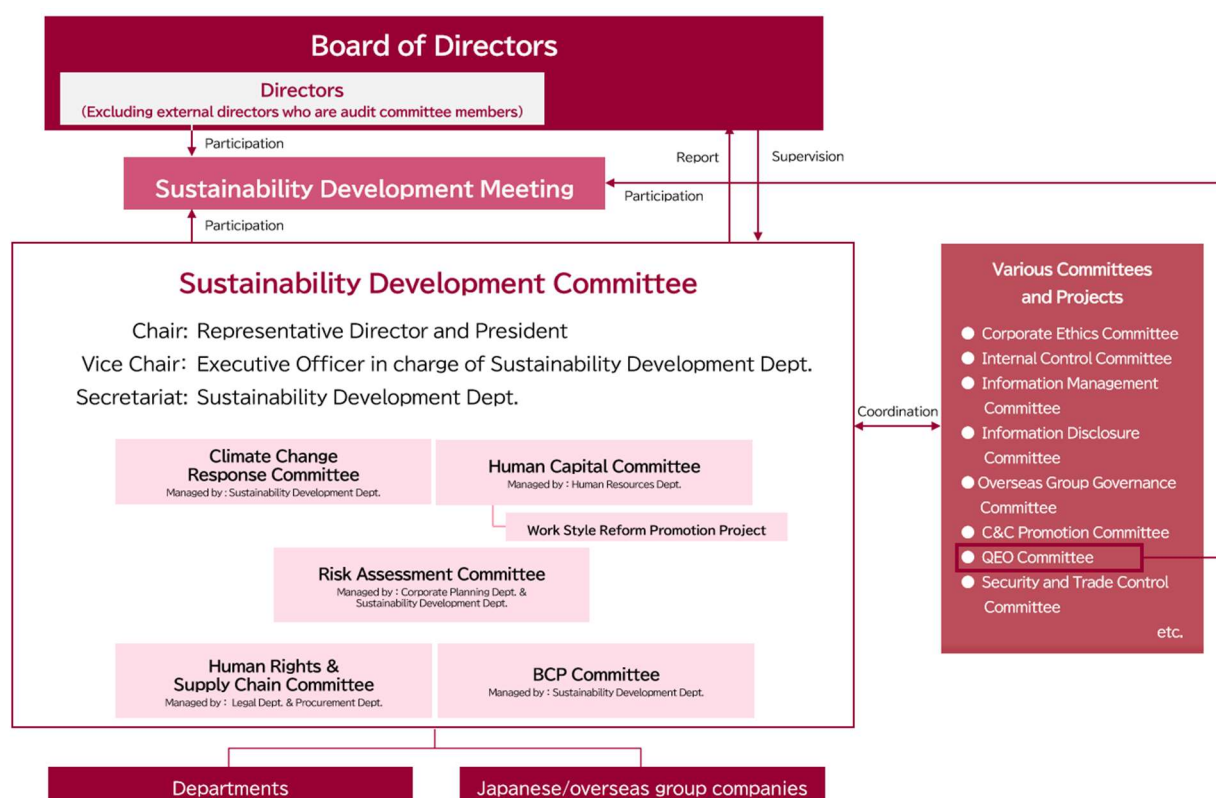 Board of Directors
Directors
(Excluding external directors who are audit committee members)
Participation
Report
Supervision
Sustainability Development Meeting
Participation
Participation
Sustainability Development Committee
Chair: Representative Director and President
Vice Chair: Executive Officer in charge of Sustainability Development Dept.
Secretariat: Sustainability Development Dept.
Climate Change
Response Committee
Managed by : Sustainability Development Dept.
Human Capital Committee
Managed by : Human Resources Dept.
Work Style Reform Promotion Project
Risk Assessment Committee
Managed by : Corporate Planning Dept. &
Sustainability Development Dept.
Human Rights &
Supply Chain Committee
Managed by : Legal Dept. & Procurement Dept.
BCP Committee
Managed by : Sustainability Development Dept.
Coordination
Various Committees
and Projects
● Corporate Ethics Committee
● Internal Control Committee
● Information Management
Committee
● Information Disclosure
Committee
● Overseas Group Governance
Committee
● C&C Promotion Committee
● QEO Committee
● Security and Trade Control
Committee
etc.
Departments
Japanese/overseas group companies